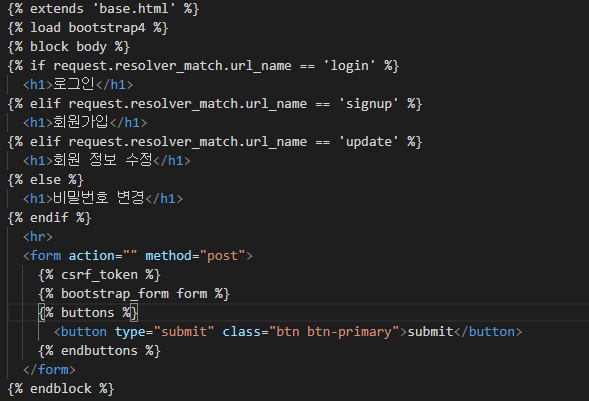 {% extends 'base.html' %}
{% load bootstrap4 %}
{% block body %}
{% if request.resolver_match.url_name == 'login' %}
<h1>로그인</h1>
{% elif request.resolver_match.url_name == 'signup' %}
<h1>회원가입</h1>
{% elif request.resolver_match.url_name == 'update' %}
<h1>회원 정보 수정</h1>
{% else %}
<h1>비밀번호 변경</h1>
{% endif %}
<hr>
<form action="" method="post">
{% csrf_token %}
{% bootstrap_form form %}
{% buttons %}
<button type="submit" class="btn btn-primary">submit</button>
{% endbuttons %}
</form>
{% endblock %}